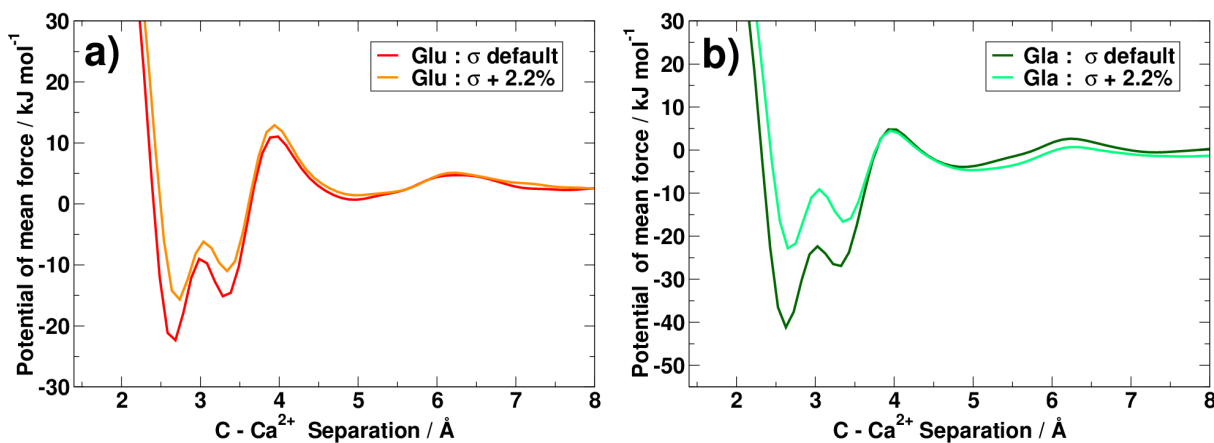 a)
Glu : σ default
Glu : σ + 2.2%
Potential of mean force / kJ mol⁻¹
30
20
10
0
-10
-20
-30
2 3 4 5 6 7 8
C - Ca²⁺ Separation / Å
b)
Gla : σ default
Gla : σ + 2.2%
Potential of mean force / kJ mol⁻¹
30
20
10
0
-10
-20
-30
-40
-50
2 3 4 5 6 7 8
C - Ca²⁺ Separation / Å